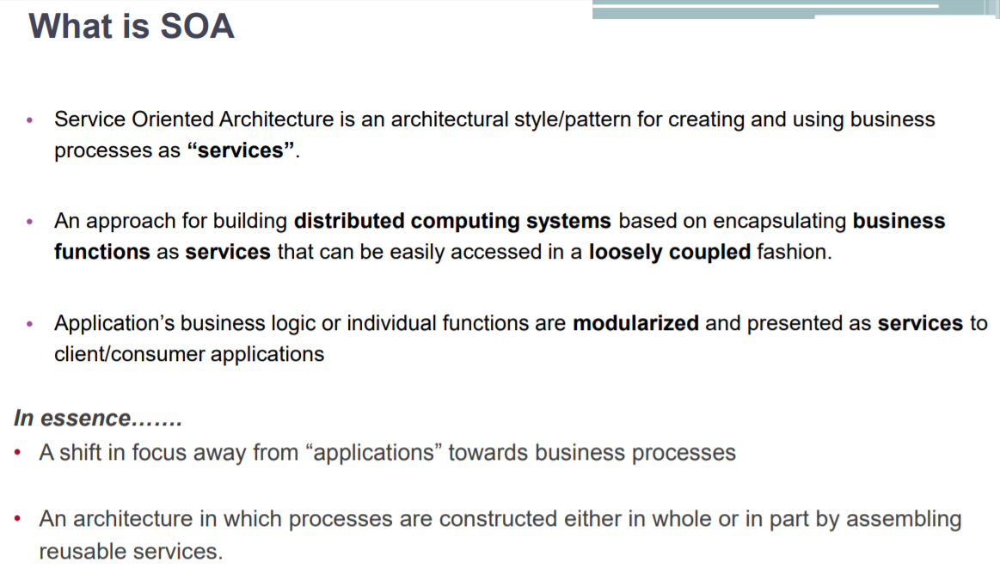 What is SOA
• Service Oriented Architecture is an architectural style/pattern for creating and using business
processes as “services”.
• An approach for building distributed computing systems based on encapsulating business
functions as services that can be easily accessed in a loosely coupled fashion.
• Application’s business logic or individual functions are modularized and presented as services to
client/consumer applications
In essence…….
• A shift in focus away from “applications” towards business processes
• An architecture in which processes are constructed either in whole or in part by assembling
reusable services.